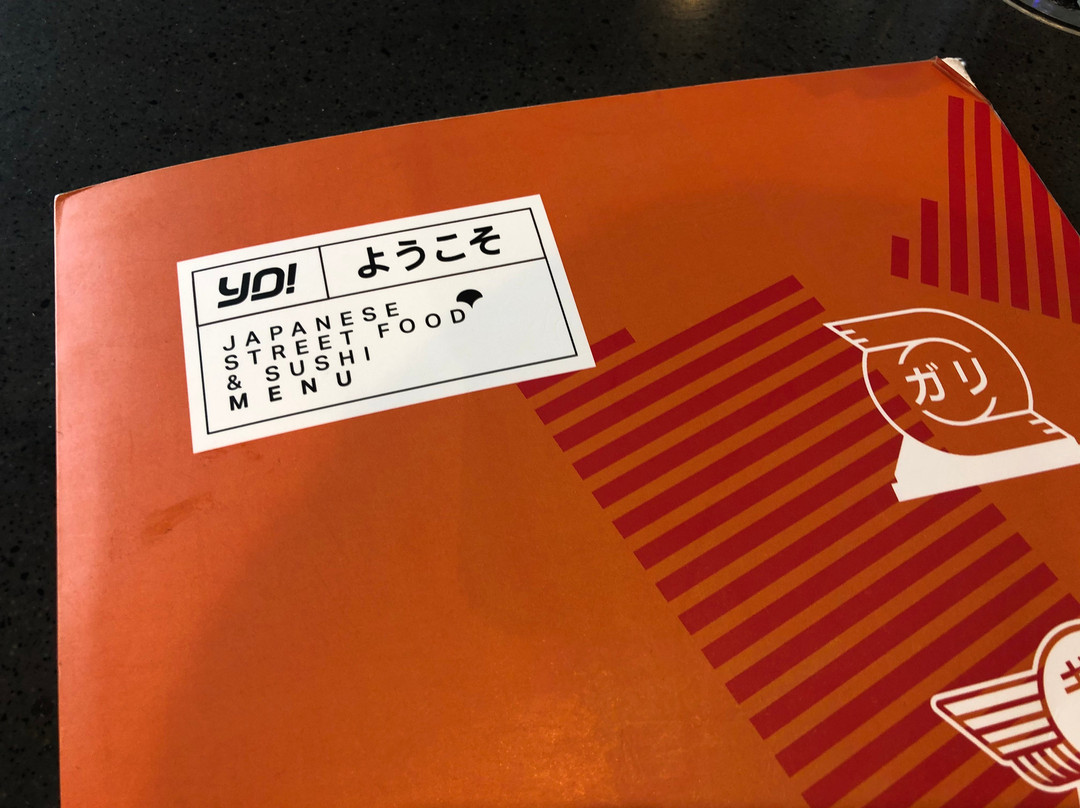 YO! ようこそ
JAPANESE
STREET FOOD
& SUSHI
MENU
ガリ